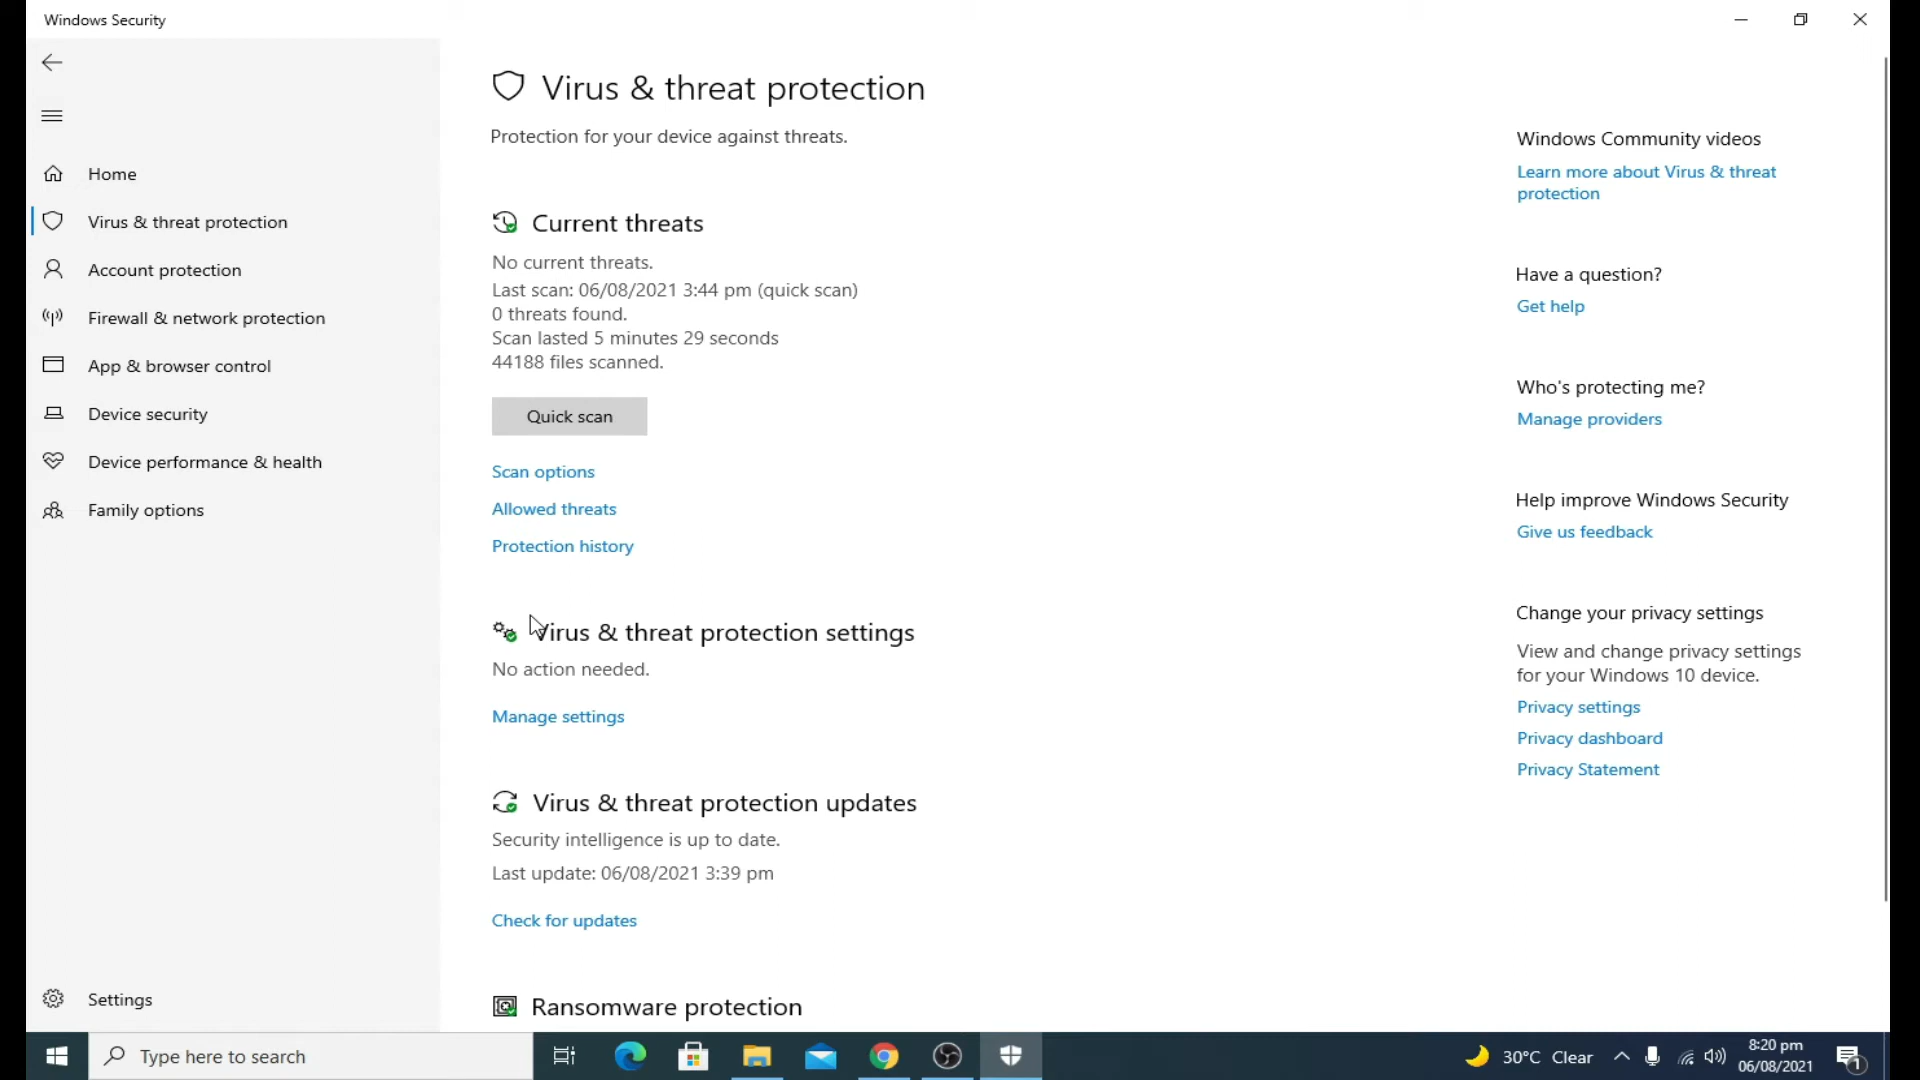 Windows Security
Home
Virus & threat protection
Account protection
Firewall & network protection
App & browser control
Device security
Device performance & health
Family options
Settings
Virus & threat protection
Protection for your device against threats.
Current threats
No current threats.
Last scan: 06/08/2021 3:44 pm (quick scan)
0 threats found.
Scan lasted 5 minutes 29 seconds
44188 files scanned.
Quick scan
Scan options
Allowed threats
Protection history
Virus & threat protection settings
No action needed.
Manage settings
Virus & threat protection updates
Security intelligence is up to date.
Last update: 06/08/2021 3:39 pm
Check for updates
Ransomware protection
Windows Community videos
Learn more about Virus & threat
protection
Have a question?
Get help
Who's protecting me?
Manage providers
Help improve Windows Security
Give us feedback
Change your privacy settings
View and change privacy settings
for your Windows 10 device.
Privacy settings
Privacy dashboard
Privacy Statement
Type here to search
30°C Clear
8:20 pm
06/08/2021
1